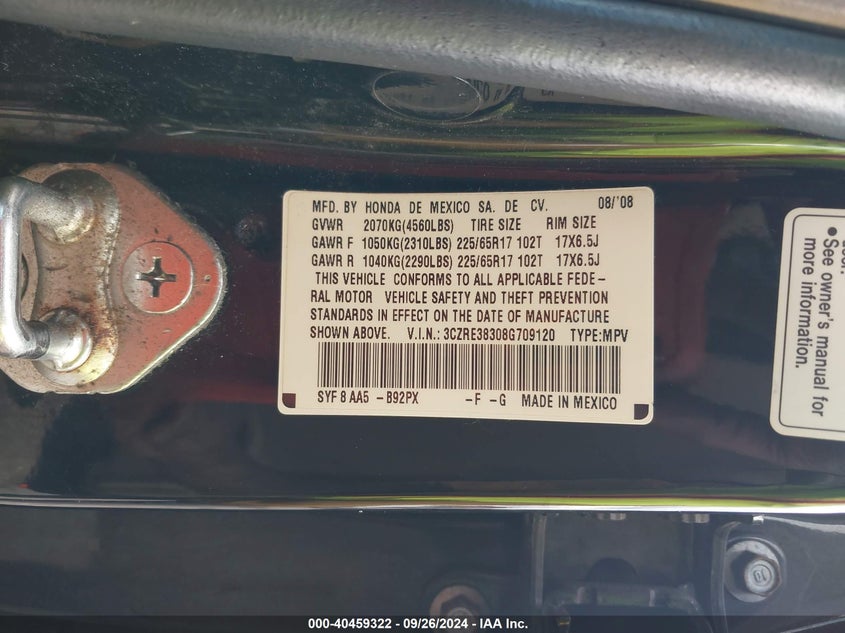 MFD. BY HONDA DE MEXICO SA. DE CV. 08/'08
GVWR 2070KG(4560LBS) TIRE SIZE RIM SIZE
GAWR F 1050KG(2310LBS) 225/65R17 102T 17X6.5J
GAWR R 1040KG(2290LBS) 225/65R17 102T 17X6.5J
THIS VEHICLE CONFORMS TO ALL APPLICABLE FEDE-
RAL MOTOR VEHICLE SAFETY AND THEFT PREVENTION
STANDARDS IN EFFECT ON THE DATE OF MANUFACTURE
SHOWN ABOVE. V.I.N.: 3CZRE38308G709120 TYPE:MPV
SYF 8 AA5 -B92PX -F -G MADE IN MEXICO
• See owner's manual for
more information.
000-40459322 - 09/26/2024 - IAA Inc.